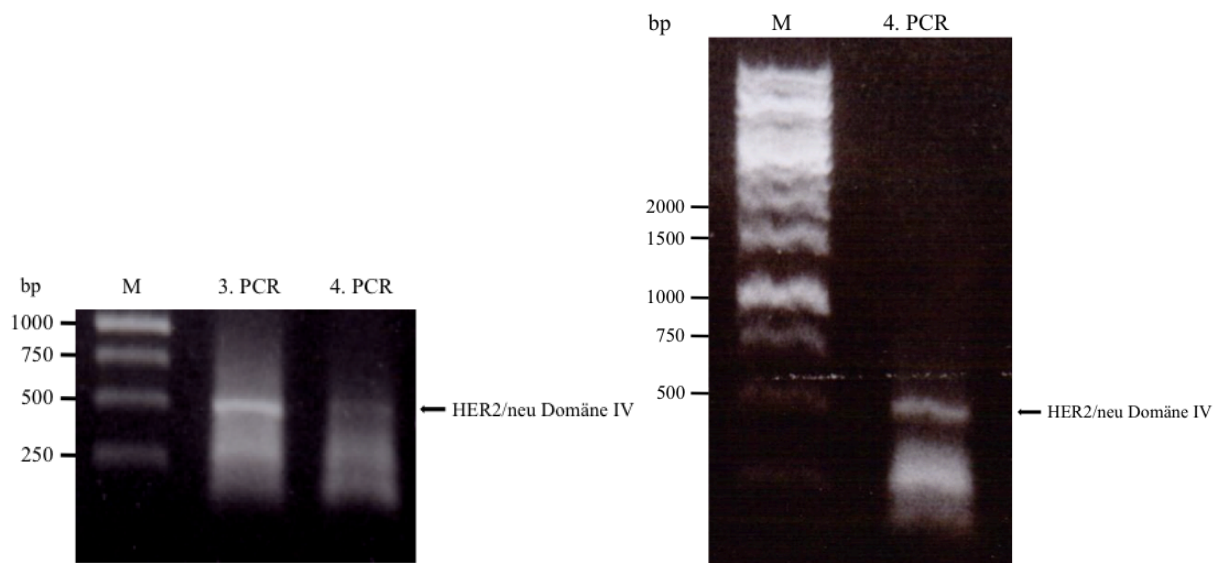 bp M 3. PCR 4. PCR
1000
750
500
HER2/neu Domäne IV
250
bp M 4. PCR
2000
1500
1000
750
500
HER2/neu Domäne IV